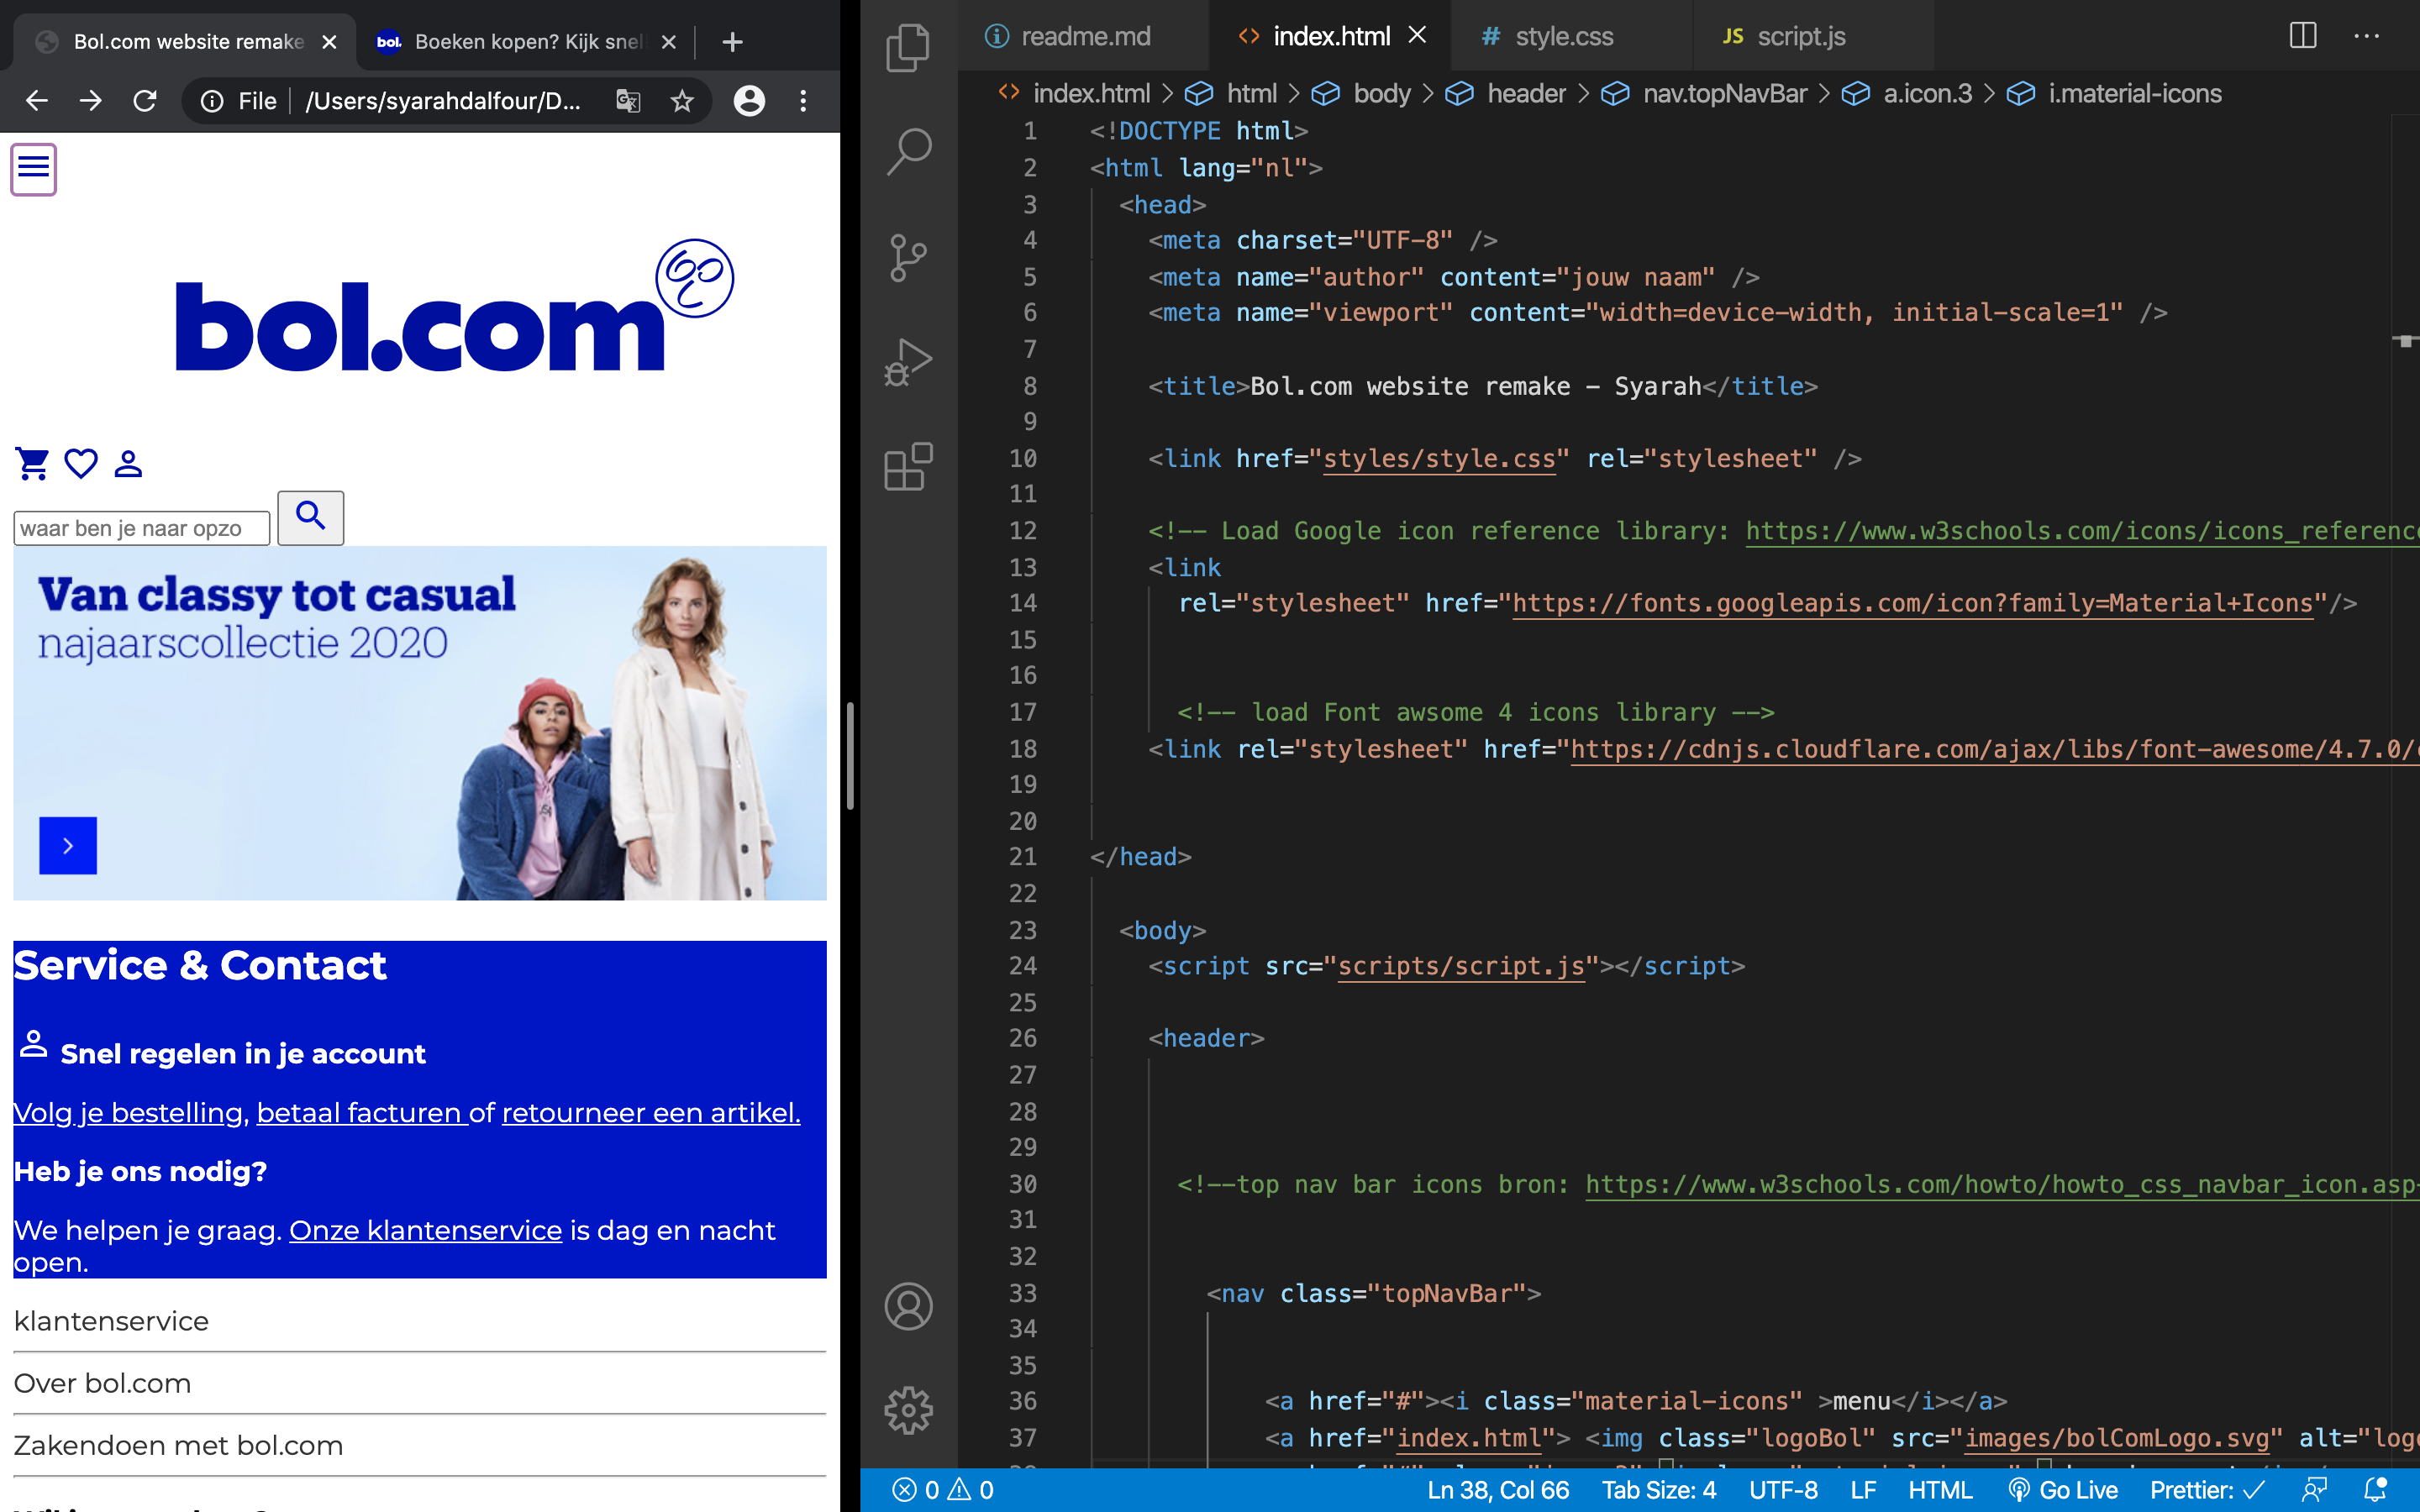 Bol.com website remake
bol. Boeken kopen? Kijk snel
File /Users/syarahdalfour/D...
bol.com
waar ben je naar opzo
Van classy tot casual
najaarscollectie 2020
Service & Contact
Snel regelen in je account
Volg je bestelling, betaal facturen of retourneer een artikel.
Heb je ons nodig?
We helpen je graag. Onze klantenservice is dag en nacht
open.
klantenservice
Over bol.com
Zakendoen met bol.com
readme.md
index.html
# style.css
JS script.js
index.html > html > body > header > nav.topNavBar > a.icon.3 > i.material-icons
1 <!DOCTYPE html>
2 <html lang="nl">
3 <head>
4 <meta charset="UTF-8" />
5 <meta name="author" content="jouw naam" />
6 <meta name="viewport" content="width=device-width, initial-scale=1" />
7
8 <title>Bol.com website remake - Syarah</title>
9
10 <link href="styles/style.css" rel="stylesheet" />
11
12 <!-- Load Google icon reference library: https://www.w3schools.com/icons/icons_reference
13 <link
14 rel="stylesheet" href="https://fonts.googleapis.com/icon?family=Material+Icons"/>
15
16
17 <!-- load Font awsome 4 icons library -->
18 <link rel="stylesheet" href="https://cdnjs.cloudflare.com/ajax/libs/font-awesome/4.7.0/
19
20
21 </head>
22
23 <body>
24 <script src="scripts/script.js"></script>
25
26 <header>
27
28
29
30 <!--top nav bar icons bron: https://www.w3schools.com/howto/howto_css_navbar_icon.asp
31
32
33 <nav class="topNavBar">
34
35
36 <a href="#"><i class="material-icons" >menu</i></a>
37 <a href="index.html"> <img class="logoBol" src="images/bolComLogo.svg" alt="logo
0 0 Ln 38, Col 66 Tab Size: 4 UTF-8 LF HTML Go Live Prettier: ✓